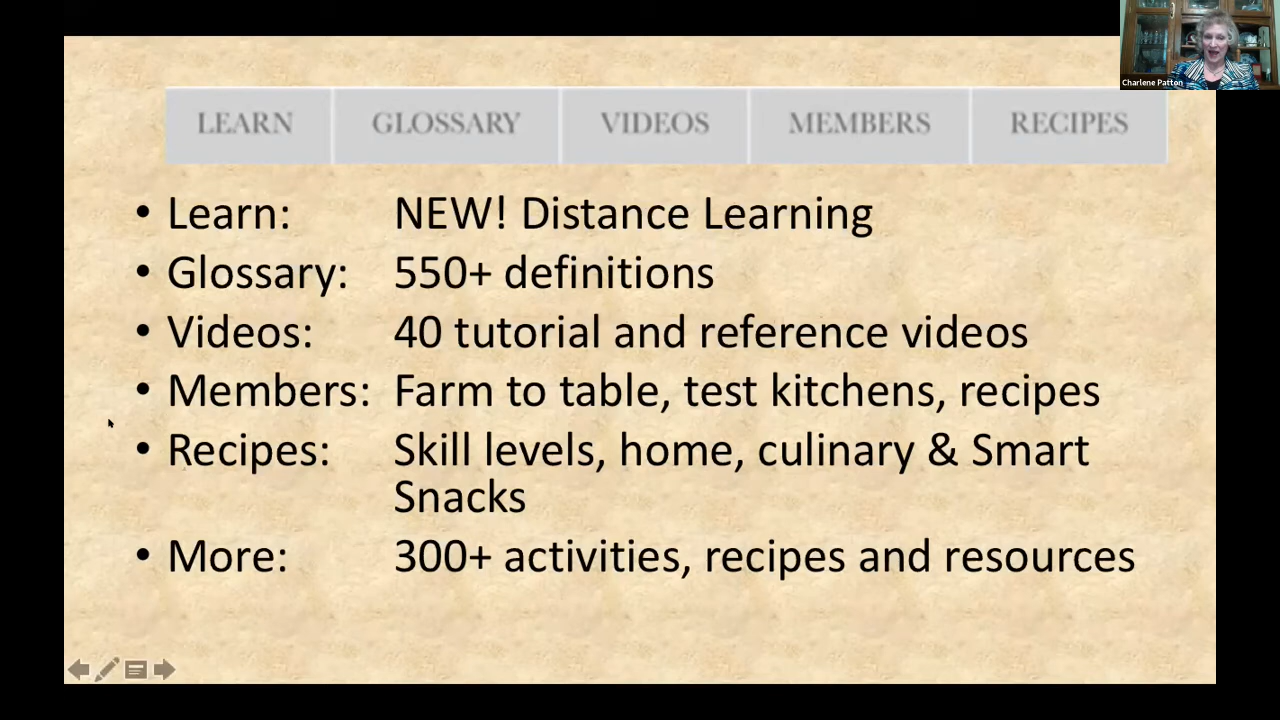 Charlene Patton
LEARN GLOSSARY VIDEOS MEMBERS RECIPES
• Learn: NEW! Distance Learning
• Glossary: 550+ definitions
• Videos: 40 tutorial and reference videos
• Members: Farm to table, test kitchens, recipes
• Recipes: Skill levels, home, culinary & Smart
Snacks
• More: 300+ activities, recipes and resources